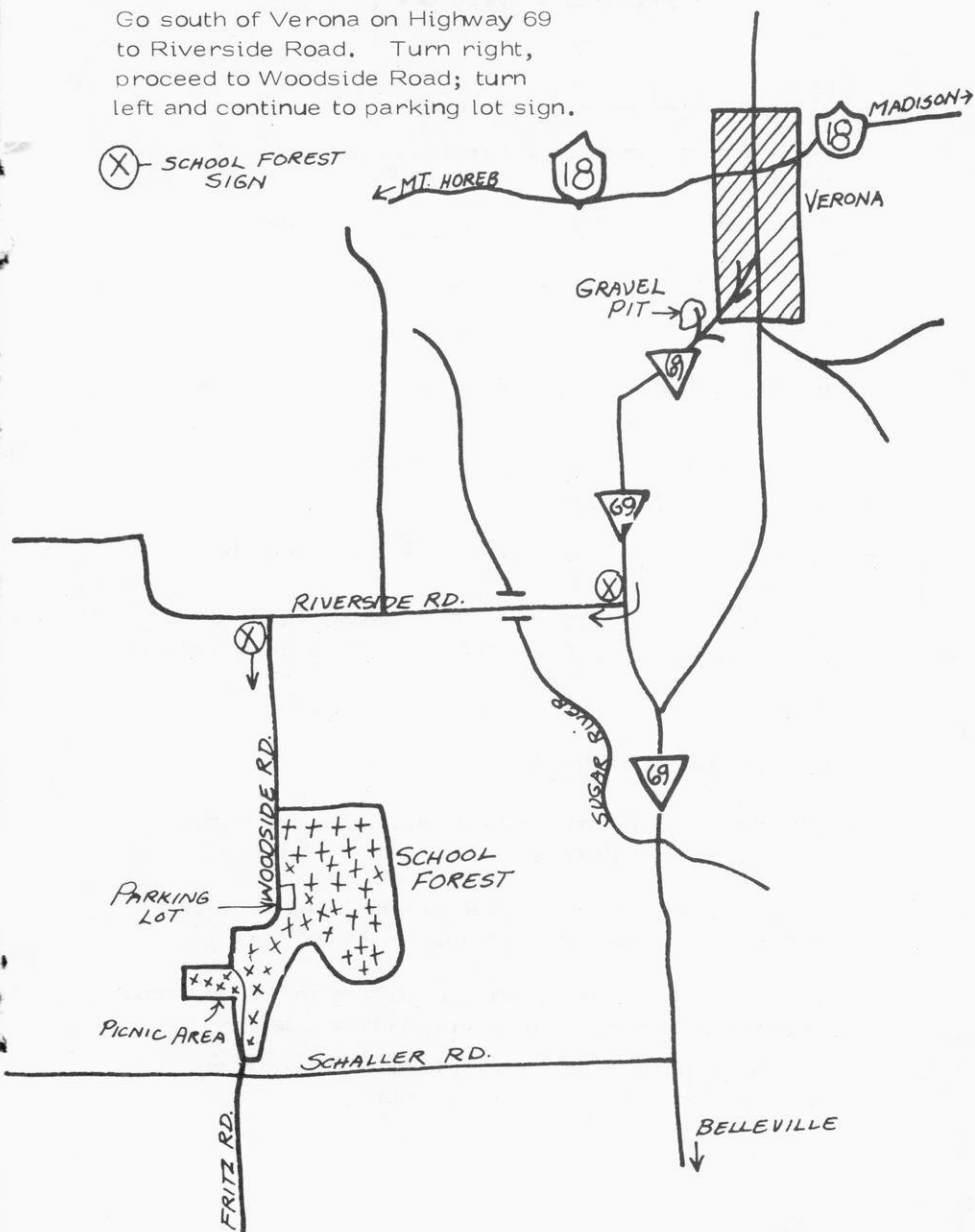 Go south of Verona on Highway 69
to Riverside Road. Turn right,
proceed to Woodside Road; turn
left and continue to parking lot sign.
X SCHOOL FOREST
SIGN
MADISON
18
18
MT. HOREB
VERONA
GRAVEL
PIT
69
69
X
RIVERSIDE RD.
X
SUGAR RIVER
WOODSIDE RD.
69
SCHOOL
FOREST
PARKING
LOT
PICNIC AREA
SCHALLER RD.
BELLEVILLE
FRITZ RD.